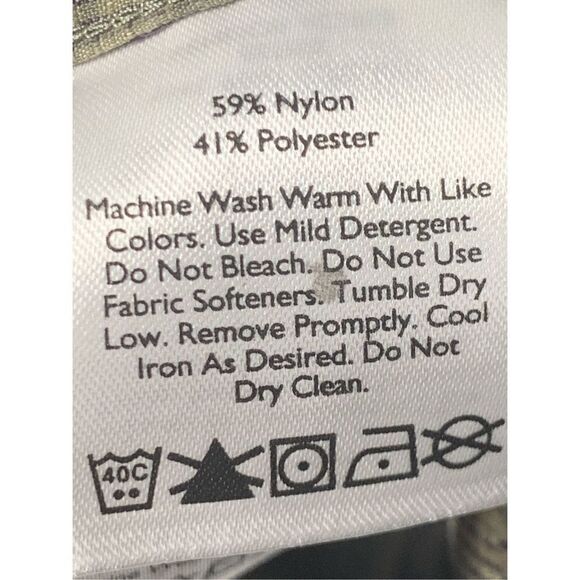 59% Nylon
41% Polyester
Machine Wash Warm With Like
Colors. Use Mild Detergent.
Do Not Bleach. Do Not Use
Fabric Softeners. Tumble Dry
Low. Remove Promptly. Cool
Iron As Desired. Do Not
Dry Clean.
40C